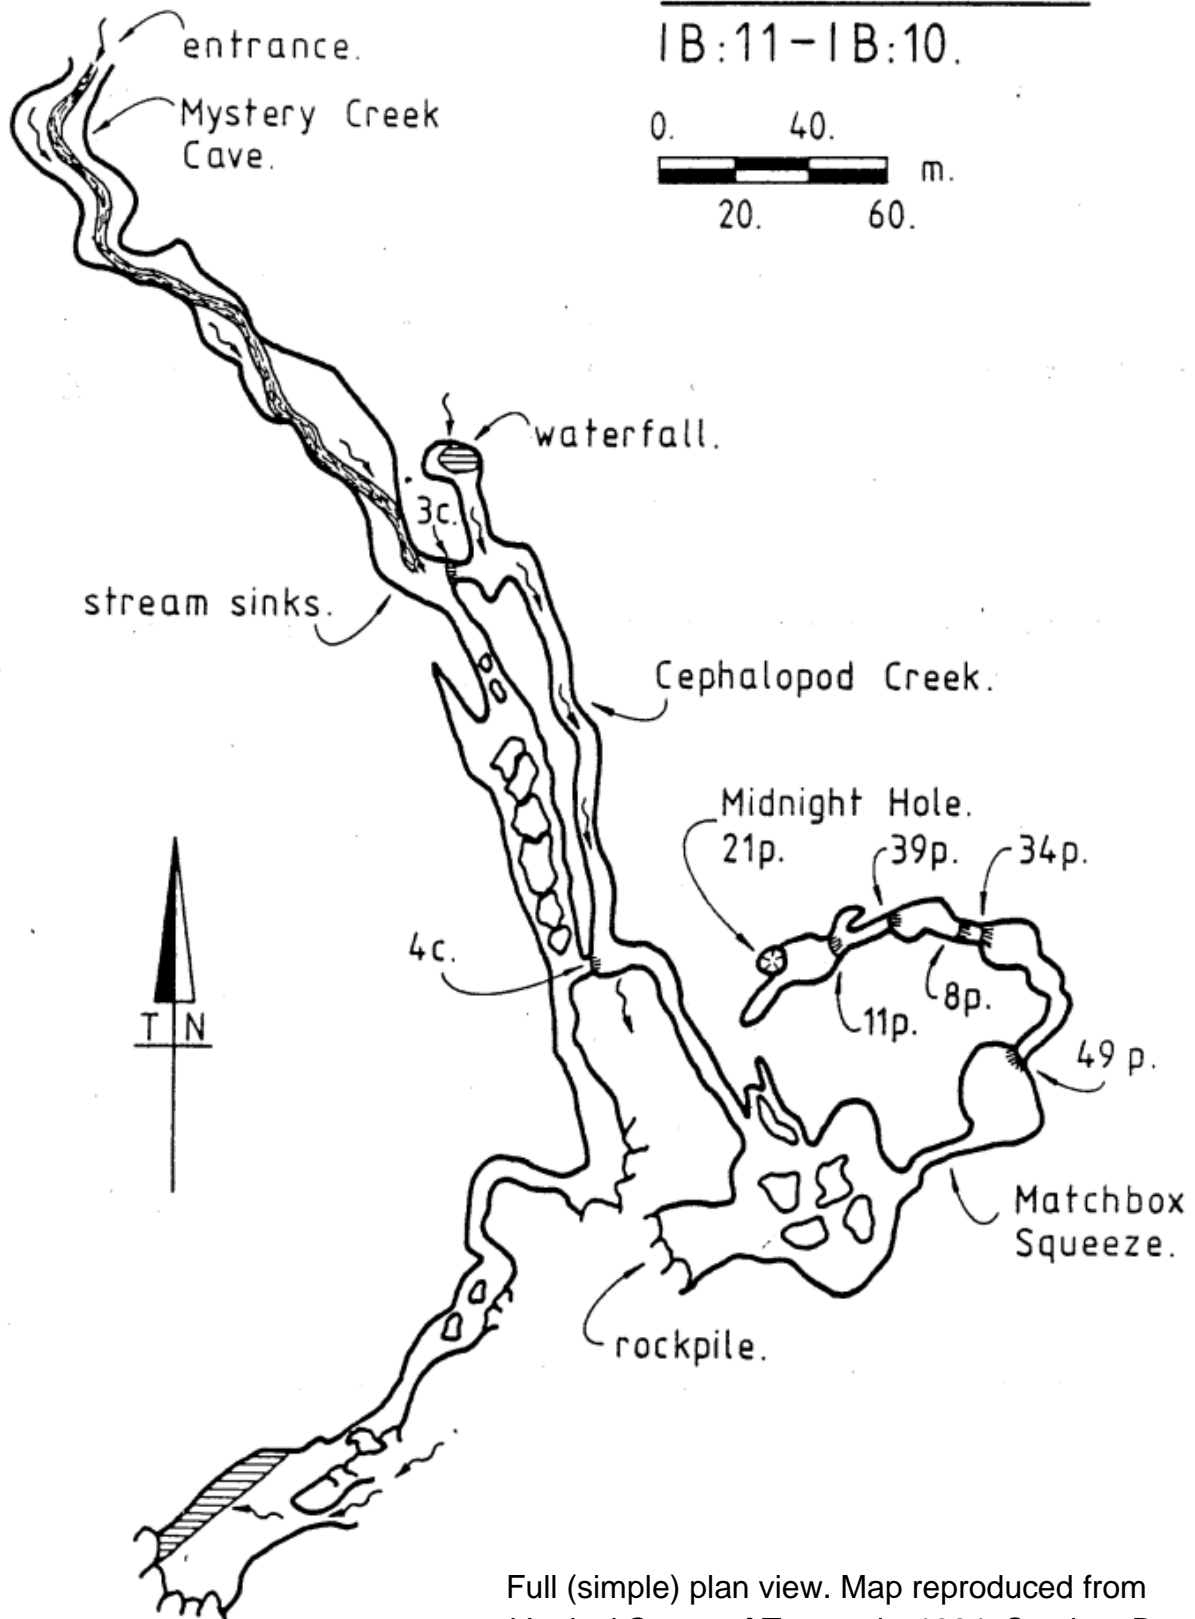 IB:11-IB:10.
entrance.
Mystery Creek
Cave.
0. 40.
m.
20. 60.
waterfall.
3c.
stream sinks.
Cephalopod Creek.
Midnight Hole.
21p.
39p.
34p.
4c.
8p.
11p.
T N
49 p.
Matchbox
Squeeze.
rockpile.
Full (simple) plan view. Map reproduced from